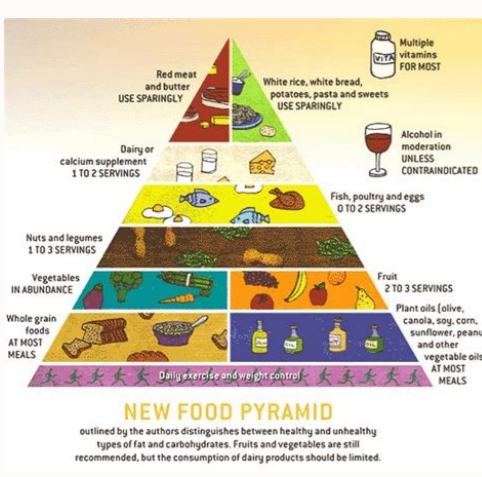 Multiple
vitamins
FOR MOST
VITA
Red meat
and butter
USE SPARINGLY
White rice, white bread,
potatoes, pasta and sweets
USE SPARINGLY
Alcohol in
moderation
UNLESS
CONTRAINDICATED
Dairy or
calcium supplement
1 TO 2 SERVINGS
Fish, poultry and eggs
0 TO 2 SERVINGS
Nuts and legumes
1 TO 3 SERVINGS
Vegetables
IN ABUNDANCE
Fruit
2 TO 3 SERVINGS
Whole grain
foods
AT MOST
MEALS
Plant oils (olive,
canola, soy, corn,
sunflower, peanu
and other
vegetable oils
AT MOST
MEALS
Daily exercise and weight control
NEW FOOD PYRAMID
outlined by the authors distinguishes between healthy and unhealthy
types of fat and carbohydrates. Fruits and vegetables are still
recommended, but the consumption of dairy products should be limited.